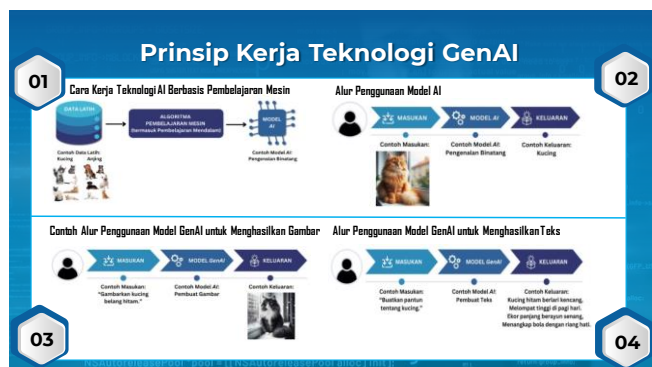 Prinsip Kerja Teknologi GenAI
01
Cara Kerja Teknologi AI Berbasis Pembelajaran Mesin
DATA LATIH
ALGORITMA
PEMBELAJARAN MESIN
(termasuk Pembelajaran Mendalam)
MODEL
AI
Contoh Data Latih:
Kucing Anjing
Contoh Model AI:
Pengenalan Binatang
02
Alur Penggunaan Model AI
MASUKAN
MODEL AI
KELUARAN
Contoh Masukan:
Contoh Model AI:
Pengenalan Binatang
Contoh Keluaran:
Kucing
03
Contoh Alur Penggunaan Model GenAI untuk Menghasilkan Gambar
MASUKAN
MODEL GenAI
KELUARAN
Contoh Masukan:
"Gambarkan kucing
belang hitam."
Contoh Model AI:
Pembuat Gambar
Contoh Keluaran:
04
Alur Penggunaan Model GenAI untuk Menghasilkan Teks
MASUKAN
MODEL GenAI
KELUARAN
Contoh Masukan:
"Buatkan pantun
tentang kucing."
Contoh Model AI:
Pembuat Teks
Contoh Keluaran:
Kucing hitam berlari kencang,
Melompat tinggi di pagi hari.
Ekor panjang berayun senang,
Menangkap bola dengan riang hati.